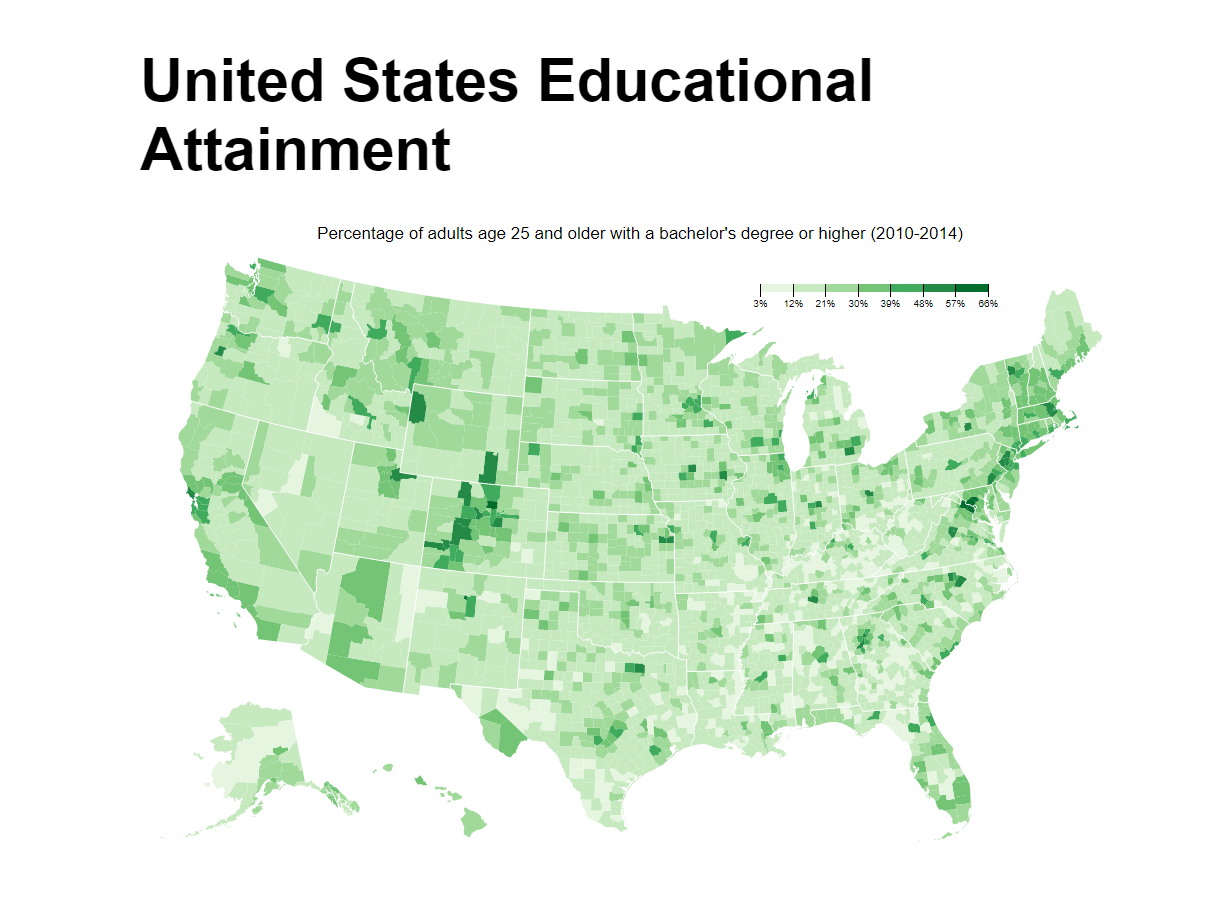 United States Educational
Attainment
Percentage of adults age 25 and older with a bachelor's degree or higher (2010-2014)
3% 12% 21% 30% 39% 48% 57% 66%